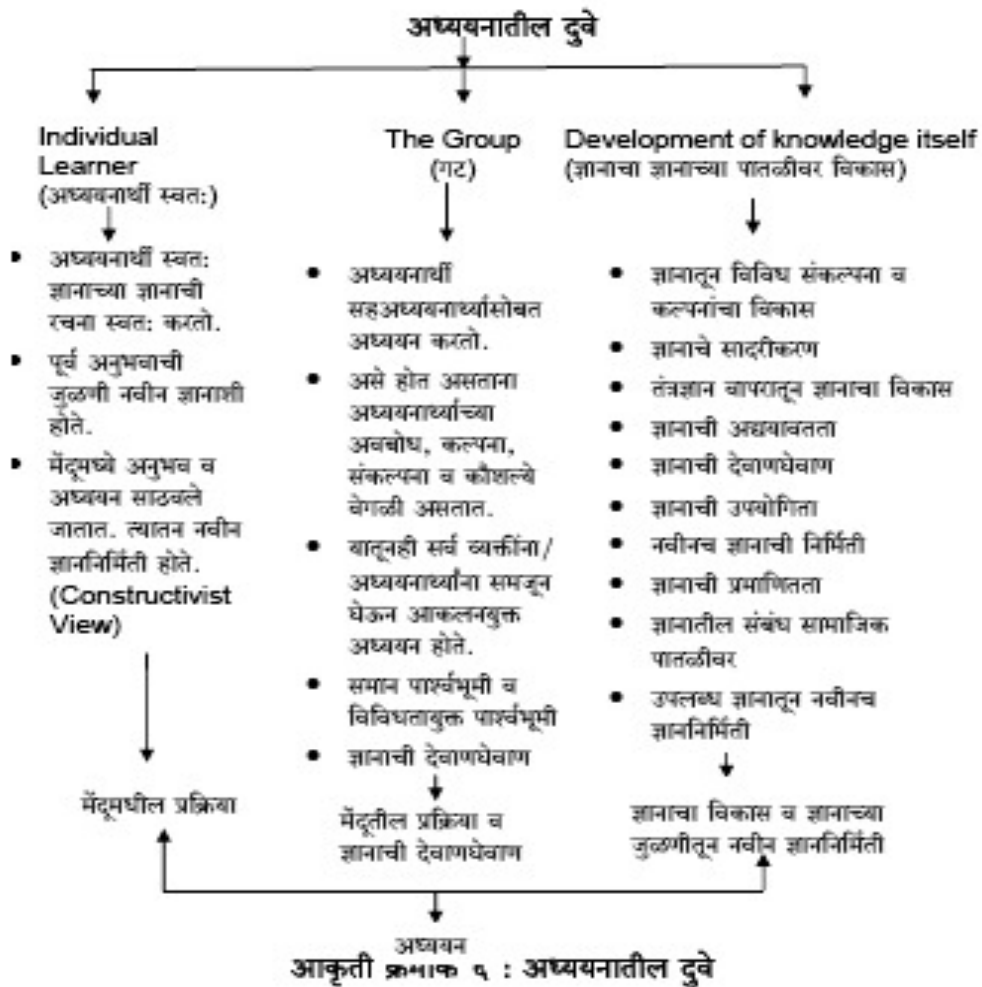 अध्ययनातील दुवे
Individual
Learner
(अध्ययनार्थी स्वत:)
• अध्ययनार्थी स्वत:
ज्ञानाच्या ज्ञानाची
रचना स्वत: करतो.
• पूर्व अनुभवाची
जुळणी नवीन ज्ञानाशी
होते.
• मेंदूमध्ये अनुभव व
अध्ययन साठवले
जातात. त्यातन नवीन
ज्ञाननिर्मिती होते.
(Constructivist
View)
मेंदूमधील प्रक्रिया
The Group
(गट)
• अध्ययनार्थी
सहअध्ययनार्थ्यासोबत
अध्ययन करतो.
• असे होत असताना
अध्ययनार्थ्याच्या
अवबोध, कल्पना,
संकल्पना व कौशल्ये
वेगळी असतात.
• यातूनही सर्व व्यक्तींना/
अध्ययनार्थ्यांना समजून
घेऊन आकलनयुक्त
अध्ययन होते.
• समान पार्श्वभूमी व
विविधतायुक्त पार्श्वभूमी
• ज्ञानाची देवाणघेवाण
मेंदूतील प्रक्रिया व
ज्ञानाची देवाणघेवाण
Development of knowledge itself
(ज्ञानाचा ज्ञानाच्या पातळीवर विकास)
• ज्ञानातून विविध संकल्पना व
कल्पनांचा विकास
• ज्ञानाचे सादरीकरण
• तंत्रज्ञान वापरातून ज्ञानाचा विकास
• ज्ञानाची अद्ययावतता
• ज्ञानाची देवाणघेवाण
• ज्ञानाची उपयोगिता
• नवीनच ज्ञानाची निर्मिती
• ज्ञानाची प्रमाणितता
• ज्ञानातील संबंध सामाजिक
पातळीवर
• उपलब्ध ज्ञानातून नवीनच
ज्ञाननिर्मिती
ज्ञानाचा विकास व ज्ञानाच्या
जुळणीतून नवीन ज्ञाननिर्मिती
अध्ययन
आकृती : अध्ययनातील दुवे